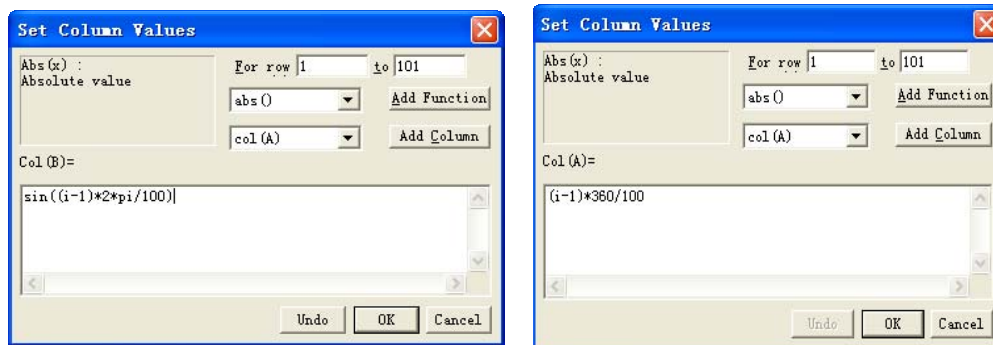 Set Column Values
Abs(x) :
Absolute value
For row 1 to 101
abs() Add Function
col(A) Add Column
Col(B)=
sin((i-1)*2*pi/100)
Undo OK Cancel
Set Column Values
Abs(x) :
Absolute value
For row 1 to 101
abs() Add Function
col(A) Add Column
Col(A)=
(i-1)*360/100
Undo OK Cancel